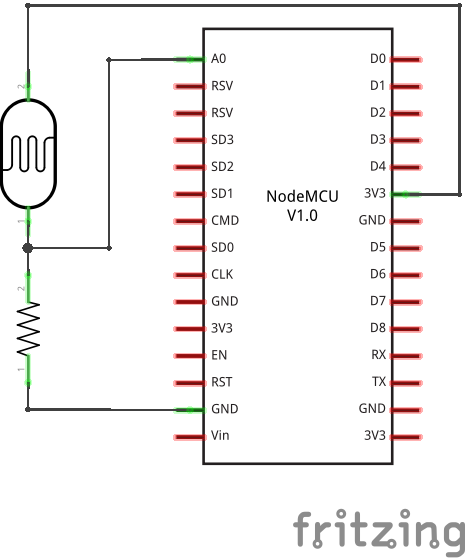 A0 D0
RSV D1
RSV D2
SD3 D3
SD2 D4
SD1 3V3
NodeMCU
V1.0
CMD GND
SD0 D5
CLK D6
GND D7
3V3 D8
EN RX
RST TX
GND GND
Vin 3V3
2
1
2
1
fritzing